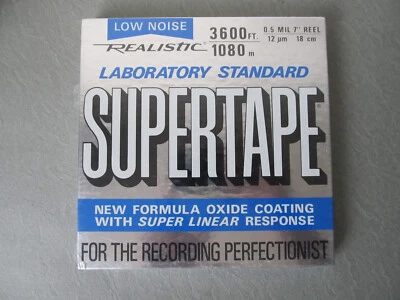 LOW NOISE
REALISTIC®
3600 FT.
1080 m
0.5 MIL 7" REEL
12 µm 18 cm
LABORATORY STANDARD
SUPERTAPE®
NEW FORMULA OXIDE COATING
WITH SUPER LINEAR RESPONSE
FOR THE RECORDING PERFECTIONIST